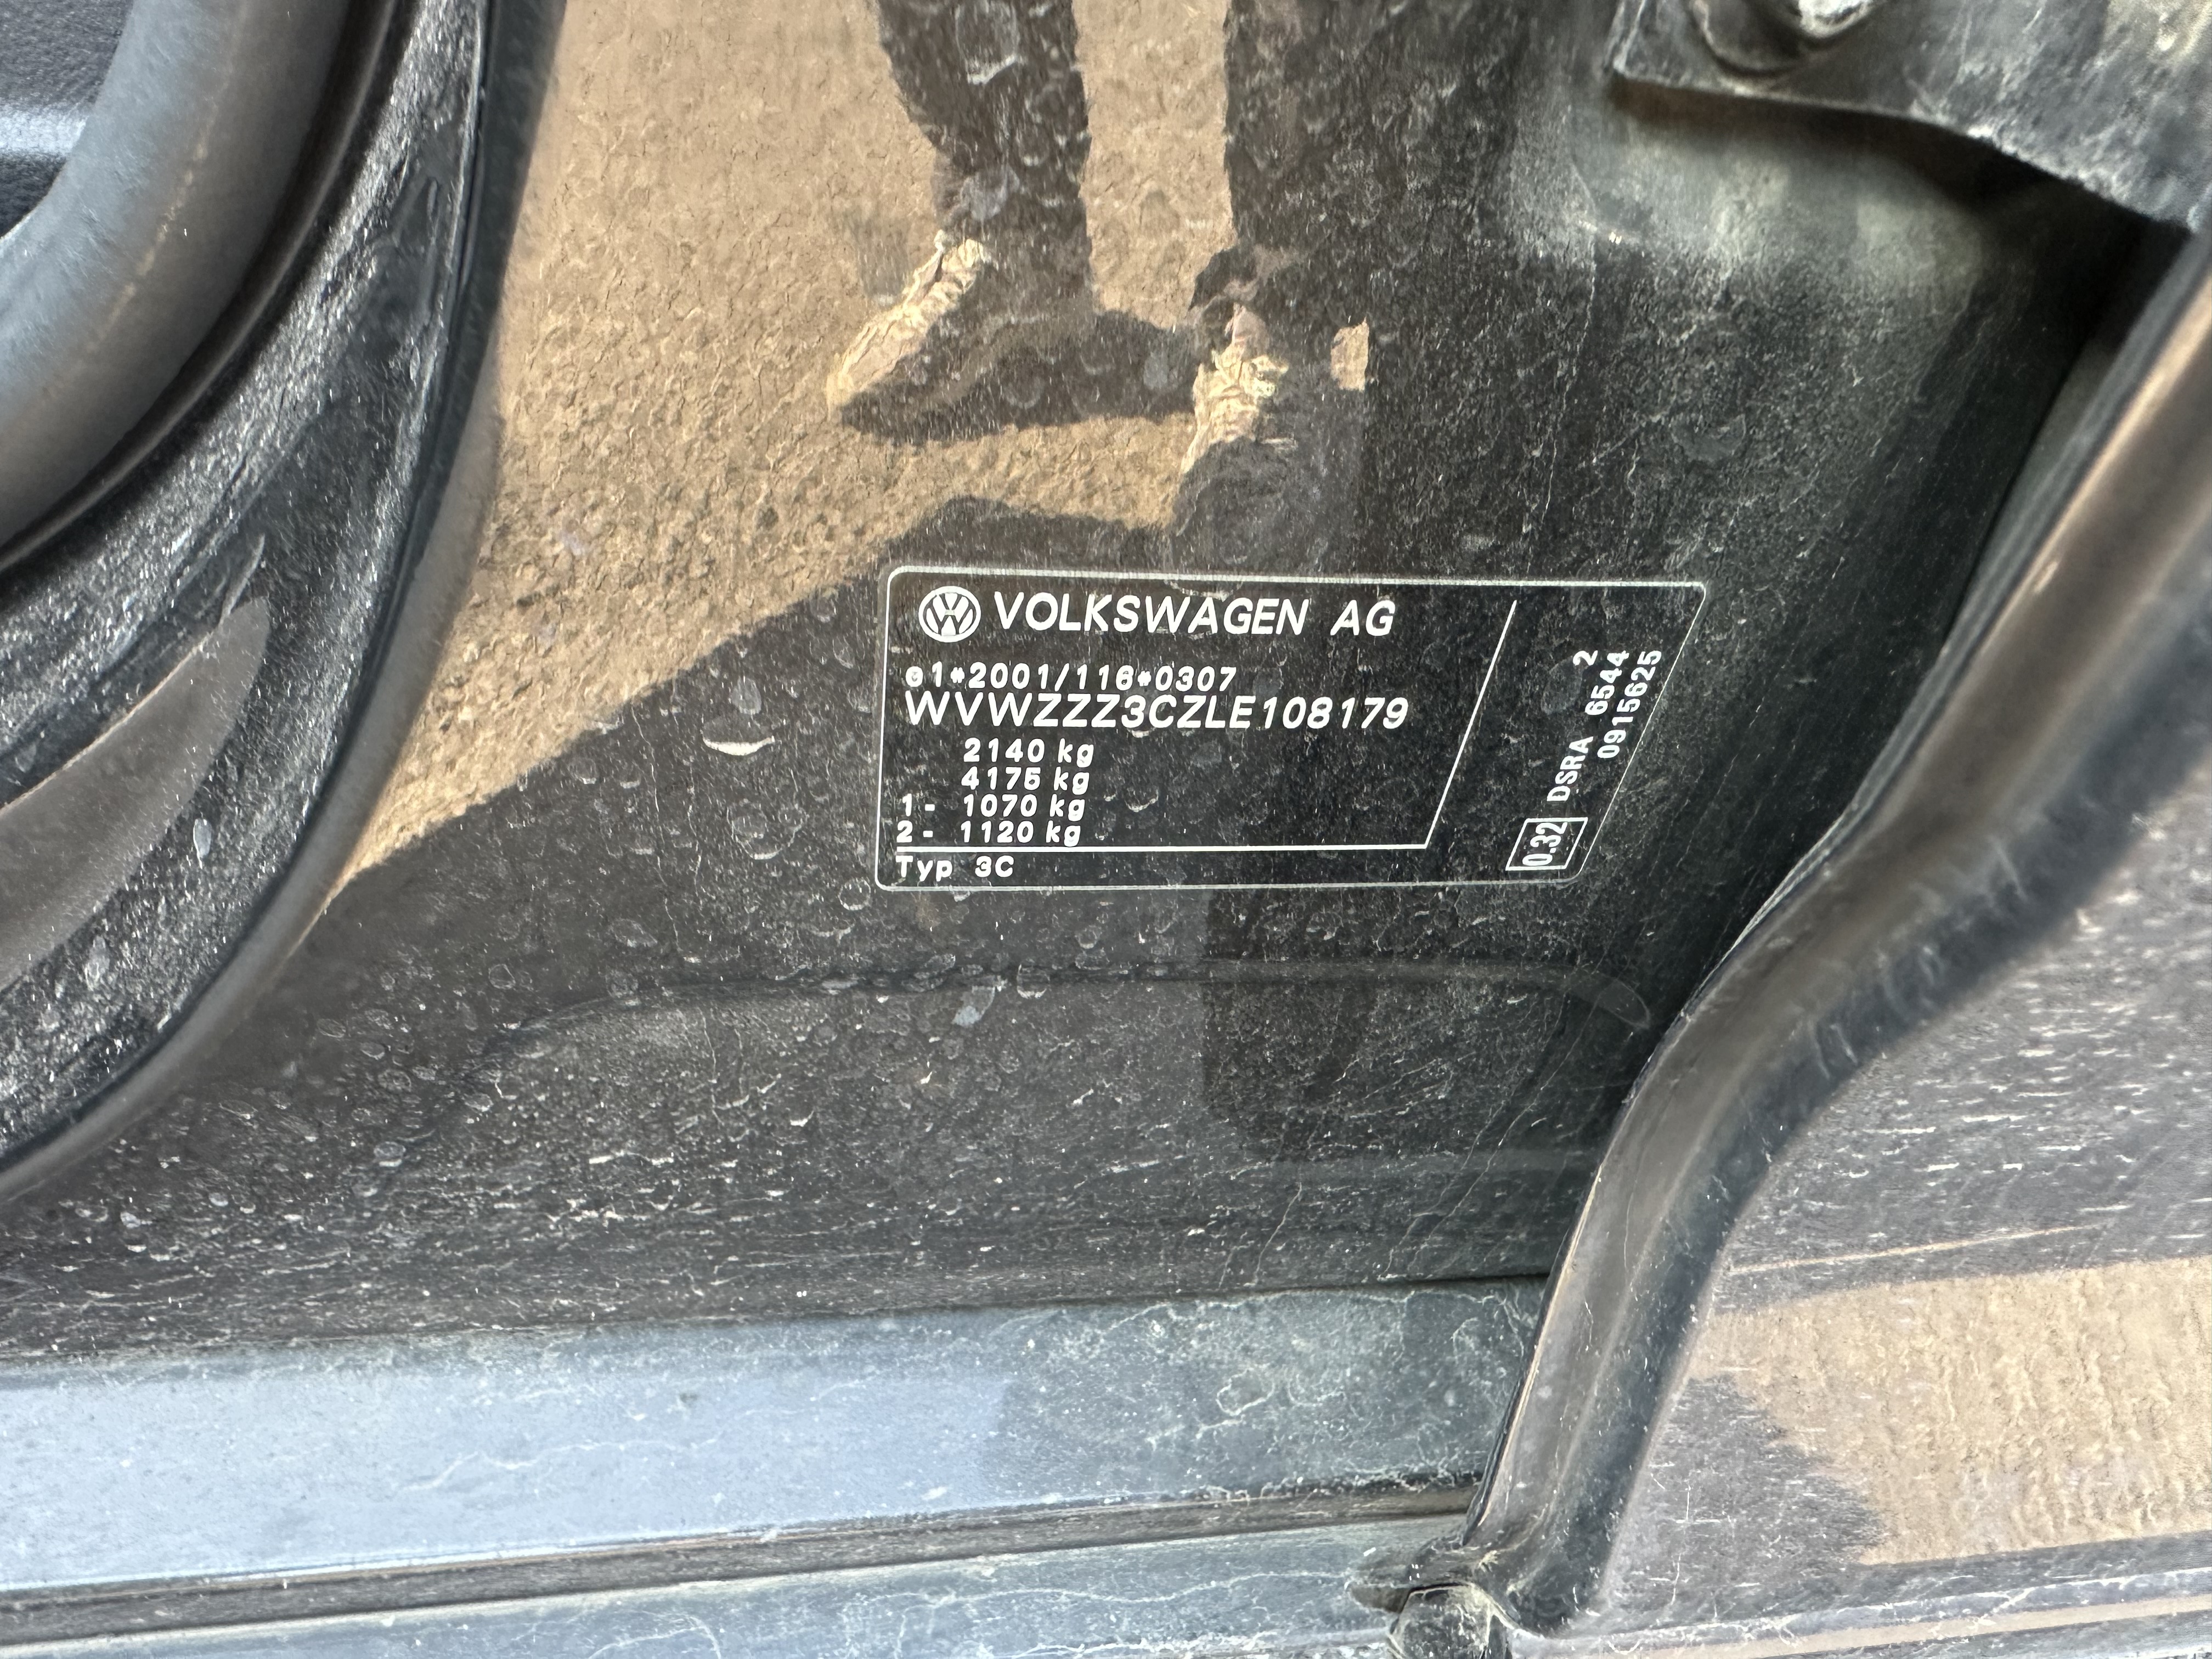 VOLKSWAGEN AG
e1*2001/116*0307
WVWZZZ3CZLE108179
2140 kg
4175 kg
1- 1070 kg
2- 1120 kg
Typ 3C
0.32 DSRA 6544 2
0915625